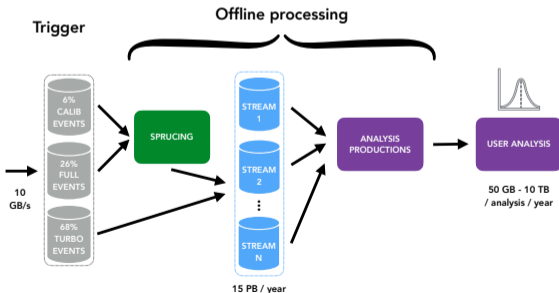 Offline processing
Trigger
6%
CALIB
EVENTS
26%
FULL
EVENTS
68%
TURBO
EVENTS
10
GB/s
SPRUCING
STREAM
1
STREAM
2
STREAM
N
15 PB / year
ANALYSIS
PRODUCTIONS
USER ANALYSIS
50 GB - 10 TB
/ analysis / year